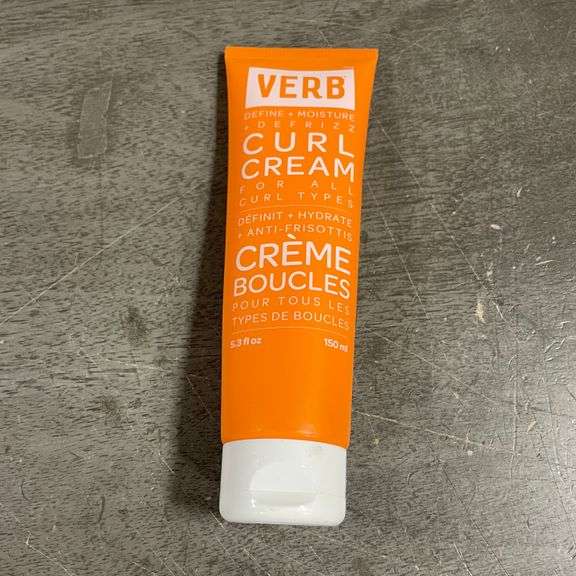 VERB
DEFINE + MOISTURE
+ DEFRIZZ
CURL
CREAM
FOR ALL
CURL TYPES
DÉFINIT + HYDRATE
+ ANTI-FRISOTTIS
CRÈME
BOUCLES
POUR TOUS LES
TYPES DE BOUCLES
5.3 fl oz 150 ml